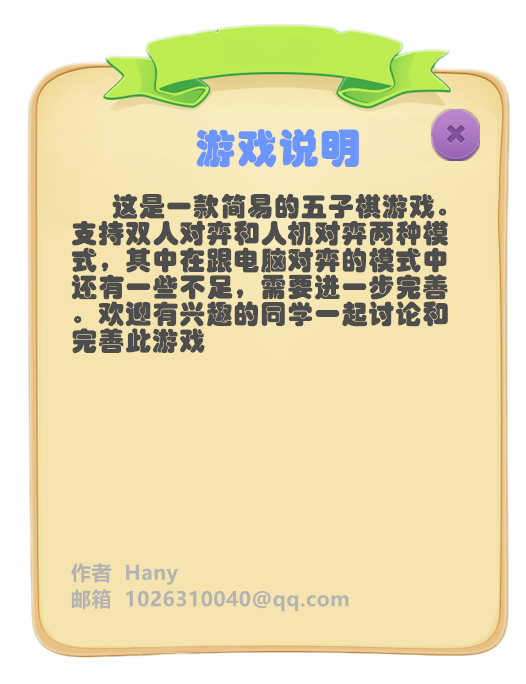 游戏说明
这是一款简易的五子棋游戏。
支持双人对弈和人机对弈两种模
式，其中在跟电脑对弈的模式中
还有一些不足，需要进一步完善
。欢迎有兴趣的同学一起讨论和
完善此游戏
作者 Hany
邮箱 1026310040@qq.com